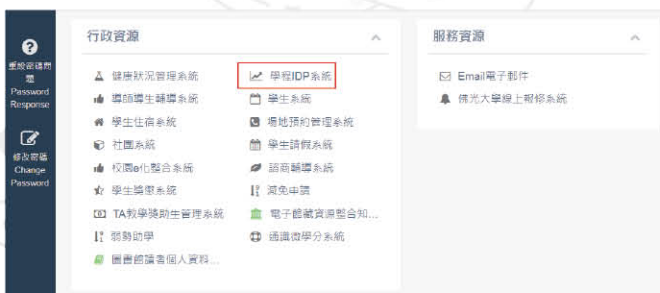 重設密碼問
題
Password
Response
修改密碼
Change
Password
行政資源
健康狀況管理系統
學程IDP系統
導師導生輔導系統
學生系統
學生住宿系統
場地預約管理系統
社團系統
學生請假系統
校園e化整合系統
諮商輔導系統
學生獎懲系統
減免申請
TA教學獎助生管理系統
電子館藏資源整合知...
弱勢助學
通識微學分系統
圖書館讀者個人資料...
服務資源
Email電子郵件
佛光大學線上報修系統